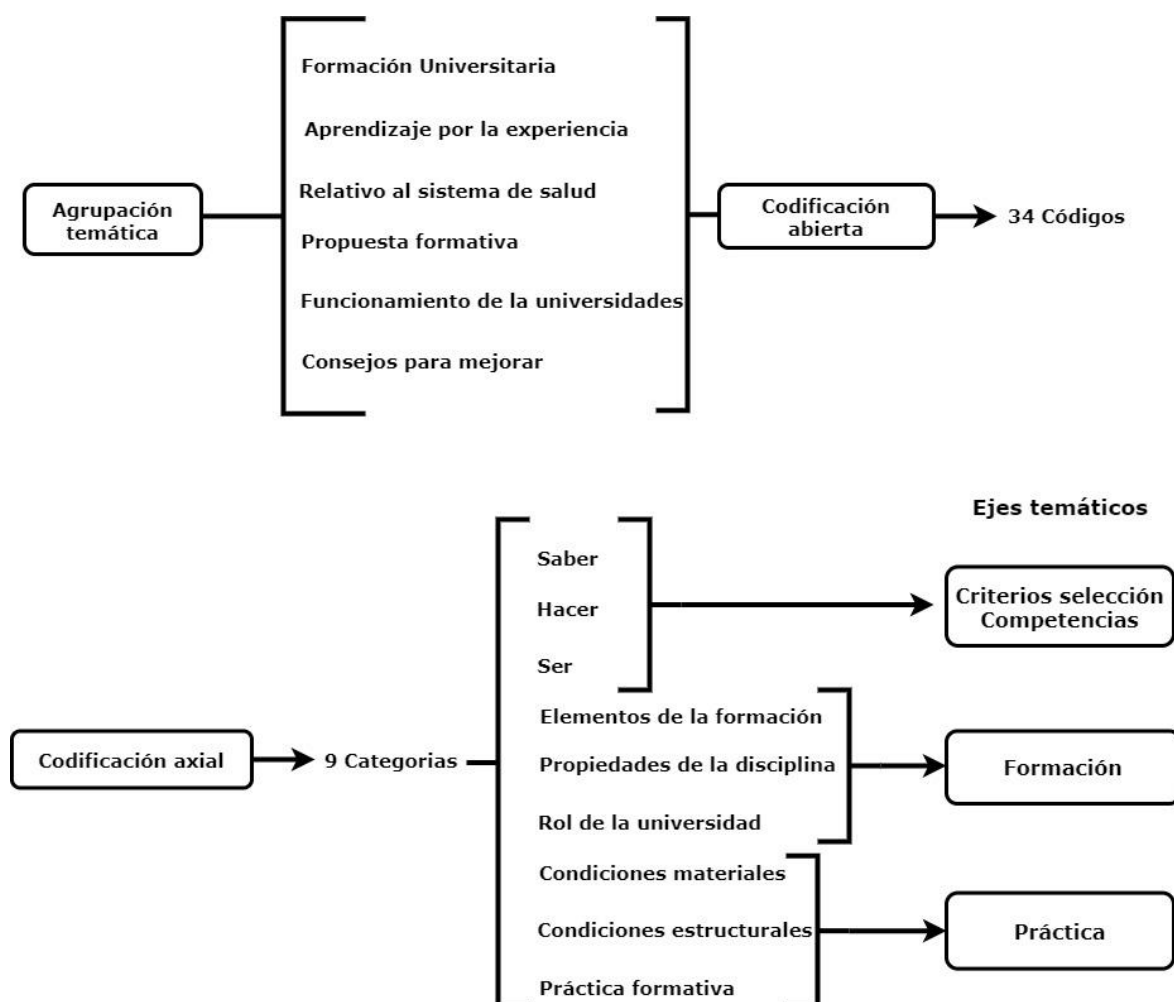 Formación Universitaria
Aprendizaje por la experiencia
Relativo al sistema de salud
Propuesta formativa
Funcionamiento de la universidades
Consejos para mejorar
Agrupación
temática
Codificación
abierta
34 Códigos
Ejes temáticos
Saber
Hacer
Ser
Criterios selección
Competencias
Codificación axial
9 Categorias
Elementos de la formación
Propiedades de la disciplina
Rol de la universidad
Formación
Condiciones materiales
Condiciones estructurales
Práctica formativa
Práctica